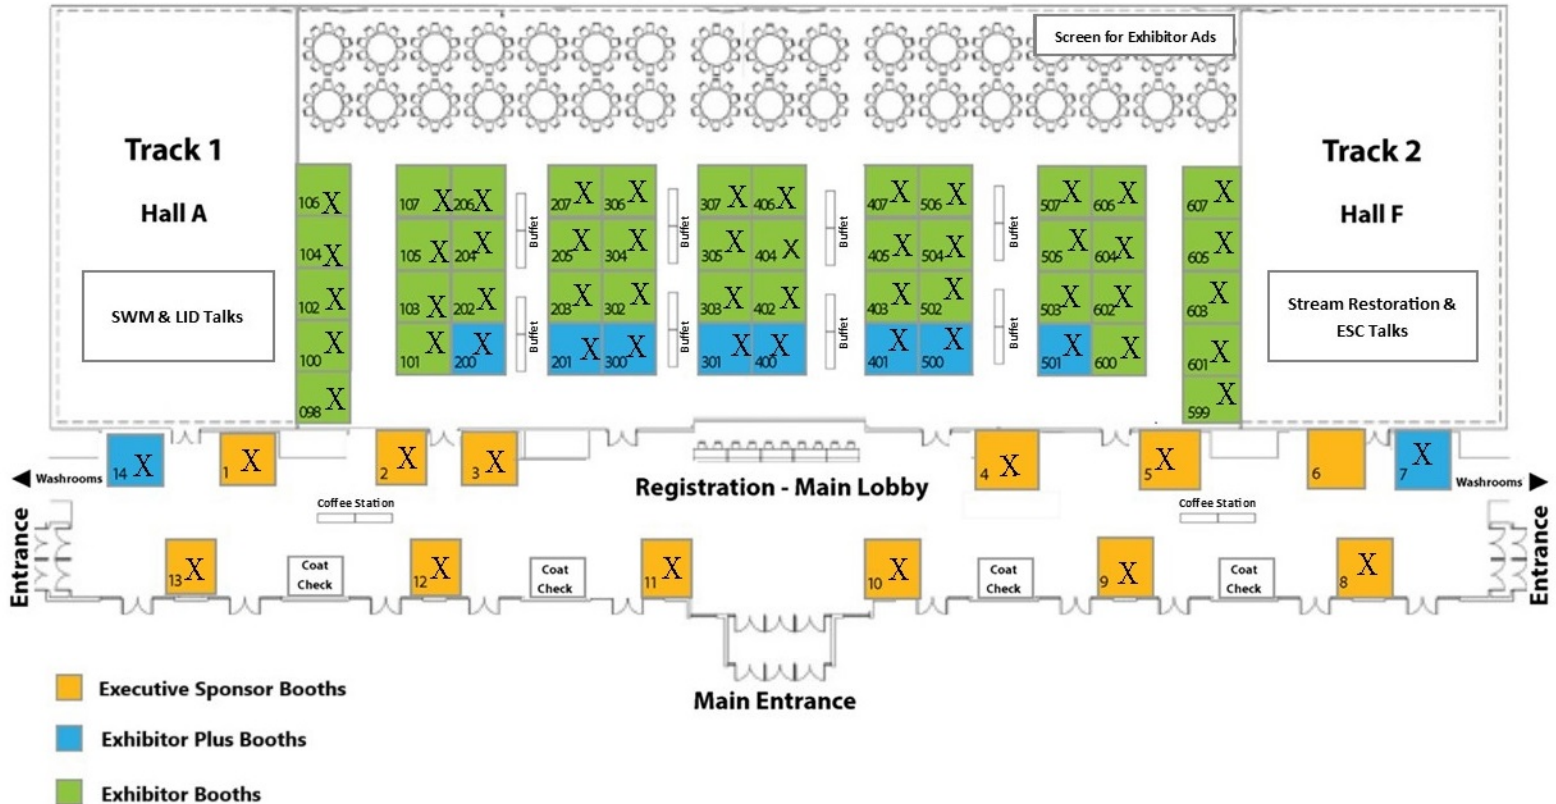 Screen for Exhibitor Ads
Track 1
Hall A
SWM & LID Talks
Track 2
Hall F
Stream Restoration &
ESC Talks
106 X
107 X 206 X
207 X 306 X
307 X 406 X
407 X 506 X
507 X 606 X
607 X
104 X
105 X 204 X
205 X 304 X
305 X 404 X
405 X 504 X
505 X 604 X
605 X
Buffet
Buffet
Buffet
Buffet
102 X
103 X 202 X
203 X 302 X
303 X 402 X
403 X 502 X
503 X 602 X
603 X
100 X
101 X 200 X
201 X 300 X
301 X 400 X
401 X 500 X
501 X 600 X
601 X
Buffet
Buffet
Buffet
Buffet
098 X
599 X
Washrooms
14 X
1 X
2 X
3 X
4 X
5 X
6
7 X
Washrooms
Registration - Main Lobby
Coffee Station
Coffee Station
Entrance
13 X
Coat
Check
12 X
Coat
Check
11 X
10 X
Coat
Check
9 X
Coat
Check
8 X
Entrance
Main Entrance
Executive Sponsor Booths
Exhibitor Plus Booths
Exhibitor Booths